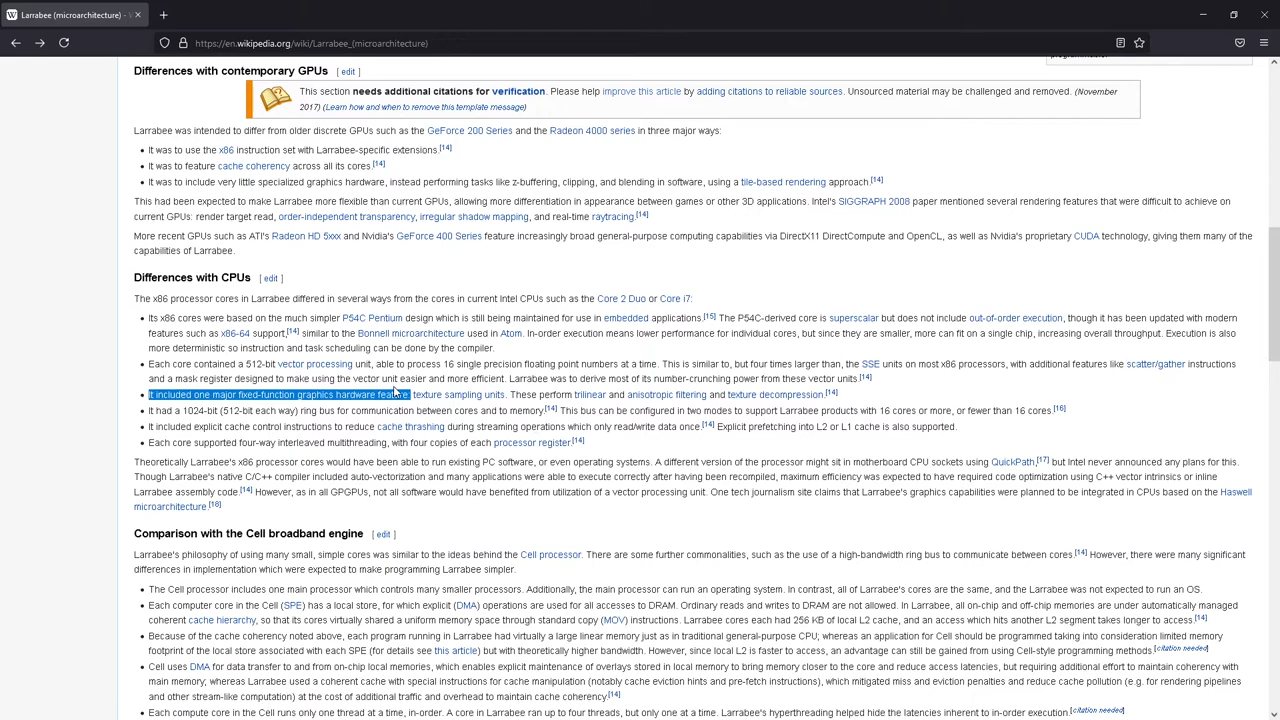 Larrabee (microarchitecture) -
https://en.wikipedia.org/wiki/Larrabee_(microarchitecture)
Differences with contemporary GPUs [ edit ]
This section needs additional citations for verification. Please help improve this article by adding citations to reliable sources. Unsourced material may be challenged and removed. (November
2017) (Learn how and when to remove this template message)
Larrabee was intended to differ from older discrete GPUs such as the GeForce 200 Series and the Radeon 4000 series in three major ways:
• It was to use the x86 instruction set with Larrabee-specific extensions.[14]
• It was to feature cache coherency across all its cores.[14]
• It was to include very little specialized graphics hardware, instead performing tasks like z-buffering, clipping, and blending in software, using a tile-based rendering approach.[14]
This had been expected to make Larrabee more flexible than current GPUs, allowing more differentiation in appearance between games or other 3D applications. Intel's SIGGRAPH 2008 paper mentioned several rendering features that were difficult to achieve on
current GPUs: render target read, order-independent transparency, irregular shadow mapping, and real-time raytracing.[14]
More recent GPUs such as ATI's Radeon HD 5xxx and Nvidia's GeForce 400 Series feature increasingly broad general-purpose computing capabilities via DirectX11 DirectCompute and OpenCL, as well as Nvidia's proprietary CUDA technology, giving them many of the
capabilities of Larrabee.
Differences with CPUs [ edit ]
The x86 processor cores in Larrabee differed in several ways from the cores in current Intel CPUs such as the Core 2 Duo or Core i7:
• Its x86 cores were based on the much simpler P54C Pentium design which is still being maintained for use in embedded applications.[15] The P54C-derived core is superscalar but does not include out-of-order execution, though it has been updated with modern
features such as x86-64 support,[14] similar to the Bonnell microarchitecture used in Atom. In-order execution means lower performance for individual cores, but since they are smaller, more can fit on a single chip, increasing overall throughput. Execution is also
more deterministic so instruction and task scheduling can be done by the compiler.
• Each core contained a 512-bit vector processing unit, able to process 16 single precision floating point numbers at a time. This is similar to, but four times larger than, the SSE units on most x86 processors, with additional features like scatter/gather instructions
and a mask register designed to make using the vector unit easier and more efficient. Larrabee was to derive most of its number-crunching power from these vector units.[14]
• It included one major fixed-function graphics hardware feature: texture sampling units. These perform trilinear and anisotropic filtering and texture decompression.[14]
• It had a 1024-bit (512-bit each way) ring bus for communication between cores and to memory.[14] This bus can be configured in two modes to support Larrabee products with 16 cores or more, or fewer than 16 cores.[16]
• It included explicit cache control instructions to reduce cache thrashing during streaming operations which only read/write data once.[14] Explicit prefetching into L2 or L1 cache is also supported.
• Each core supported four-way interleaved multithreading, with four copies of each processor register.[14]
Theoretically Larrabee's x86 processor cores would have been able to run existing PC software, or even operating systems. A different version of the processor might sit in motherboard CPU sockets using QuickPath,[17] but Intel never announced any plans for this.
Though Larrabee's native C/C++ compiler included auto-vectorization and many applications were able to execute correctly after having been recompiled, maximum efficiency was expected to have required code optimization using C++ vector intrinsics or inline
Larrabee assembly code.[14] However, as in all GPGPUs, not all software would have benefited from utilization of a vector processing unit. One tech journalism site claims that Larrabee's graphics capabilities were planned to be integrated in CPUs based on the Haswell
microarchitecture.[18]
Comparison with the Cell broadband engine [ edit ]
Larrabee's philosophy of using many small, simple cores was similar to the ideas behind the Cell processor. There are some further commonalities, such as the use of a high-bandwidth ring bus to communicate between cores.[14] However, there were many significant
differences in implementation which were expected to make programming Larrabee simpler.
• The Cell processor includes one main processor which controls many smaller processors. Additionally, the main processor can run an operating system. In contrast, all of Larrabee's cores are the same, and the Larrabee was not expected to run an OS.
• Each computer core in the Cell (SPE) has a local store, for which explicit (DMA) operations are used for all accesses to DRAM. Ordinary reads and writes to DRAM are not allowed. In Larrabee, all on-chip and off-chip memories are under automatically managed
coherent cache hierarchy, so that its cores virtually shared a uniform memory space through standard copy (MOV) instructions. Larrabee cores each had 256 KB of local L2 cache, and an access which hits another L2 segment takes longer to access.[14]
• Because of the cache coherency noted above, each program running in Larrabee had virtually a large linear memory just as in traditional general-purpose CPU; whereas an application for Cell should be programmed taking into consideration limited memory
footprint of the local store associated with each SPE (for details see this article) but with theoretically higher bandwidth. However, since local L2 is faster to access, an advantage can still be gained from using Cell-style programming methods.[citation needed]
• Cell uses DMA for data transfer to and from on-chip local memories, which enables explicit maintenance of overlays stored in local memory to bring memory closer to the core and reduce access latencies, but requiring additional effort to maintain coherency with
main memory; whereas Larrabee used a coherent cache with special instructions for cache manipulation (notably cache eviction hints and pre-fetch instructions), which mitigated miss and eviction penalties and reduce cache pollution (e.g. for rendering pipelines
and other stream-like computation) at the cost of additional traffic and overhead to maintain cache coherency.[14]
• Each compute core in the Cell runs only one thread at a time, in-order. A core in Larrabee ran up to four threads, but only one at a time. Larrabee's hyperthreading helped hide the latencies inherent to in-order execution.[citation needed]